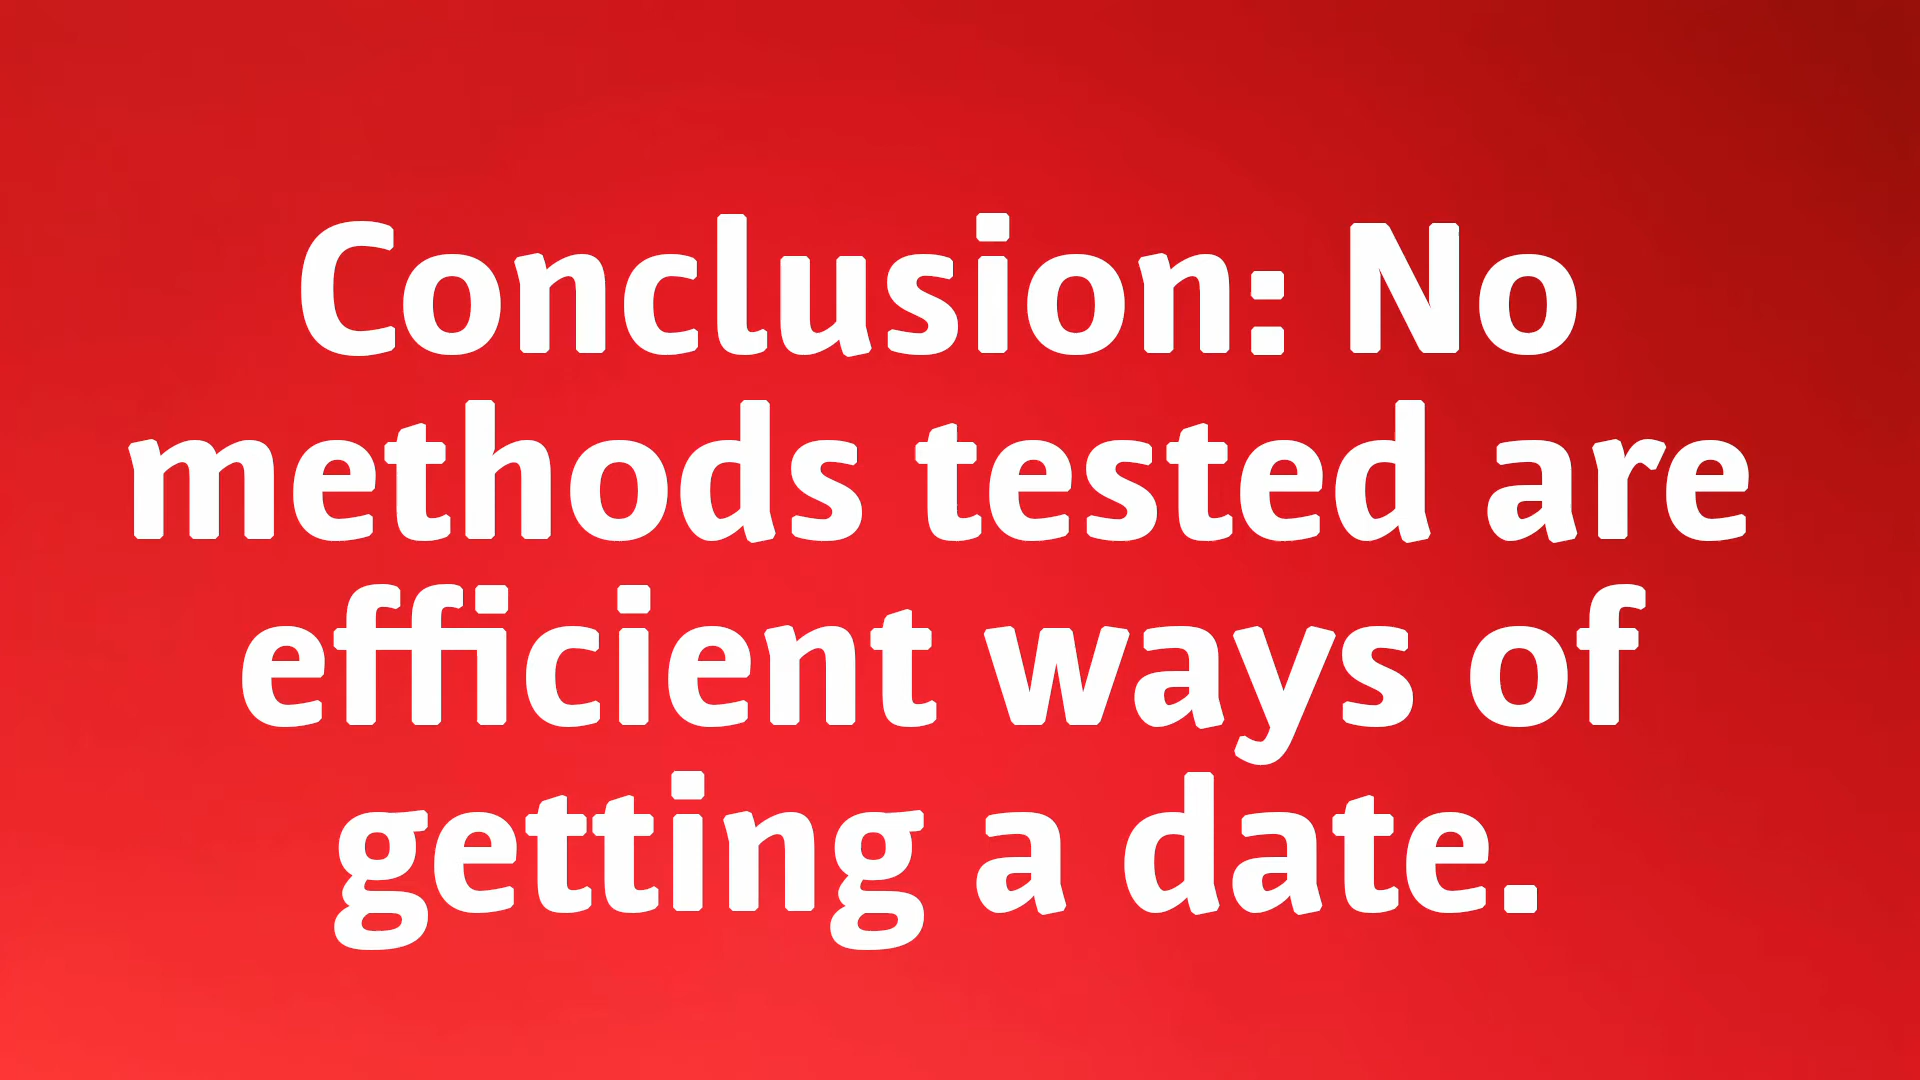 Conclusion: No
methods tested are
efficient ways of
getting a date.